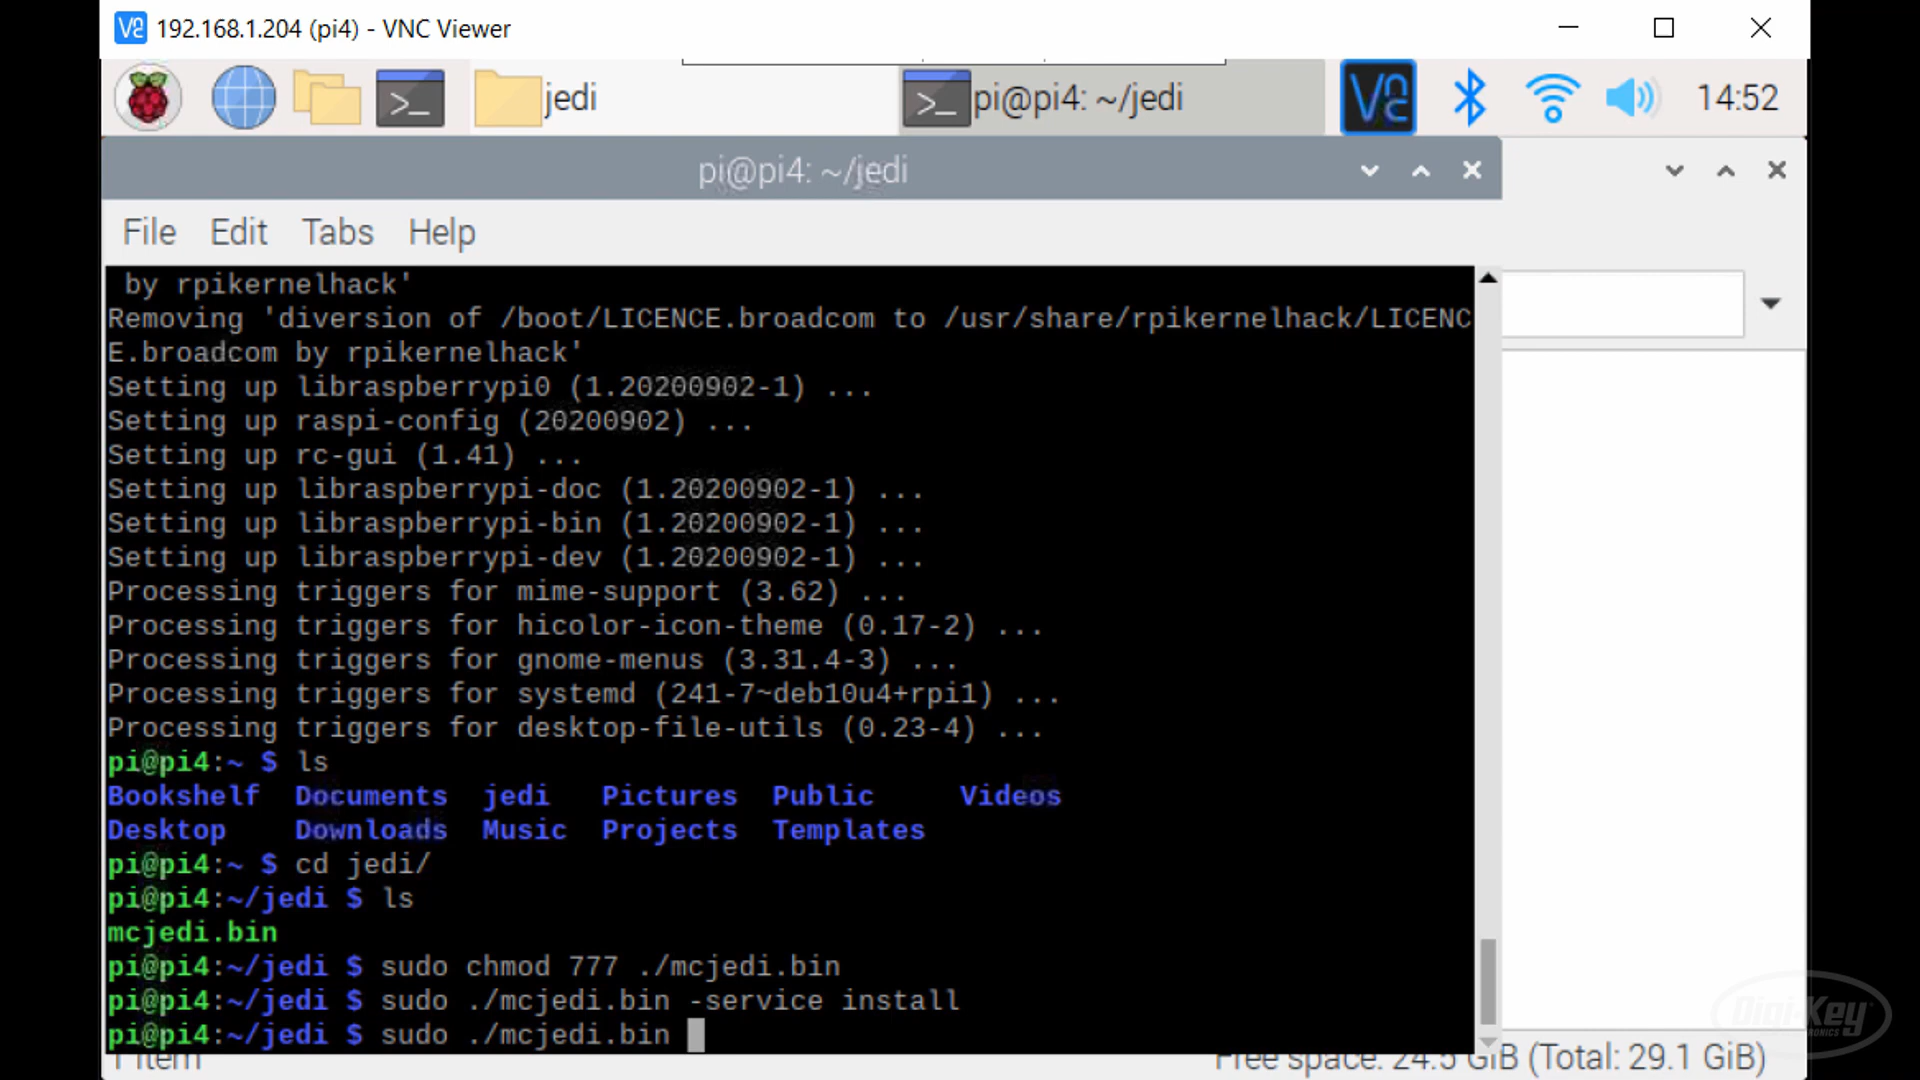 192.168.1.204 (pi4) - VNC Viewer
jedi
pi@pi4: ~/jedi
14:52
pi@pi4: ~/jedi
File Edit Tabs Help
by rpikernelhack'
Removing 'diversion of /boot/LICENCE.broadcom to /usr/share/rpikernelhack/LICENC
E.broadcom by rpikernelhack'
Setting up libraspberrypi0 (1.20200902-1) ...
Setting up raspi-config (20200902) ...
Setting up rc-gui (1.41) ...
Setting up libraspberrypi-doc (1.20200902-1) ...
Setting up libraspberrypi-bin (1.20200902-1) ...
Setting up libraspberrypi-dev (1.20200902-1) ...
Processing triggers for mime-support (3.62) ...
Processing triggers for hicolor-icon-theme (0.17-2) ...
Processing triggers for gnome-menus (3.31.4-3) ...
Processing triggers for systemd (241-7~deb10u4+rpi1) ...
Processing triggers for desktop-file-utils (0.23-4) ...
pi@pi4:~ $ ls
Bookshelf Documents jedi Pictures Public Videos
Desktop Downloads Music Projects Templates
pi@pi4:~ $ cd jedi/
pi@pi4:~/jedi $ ls
mcjedi.bin
pi@pi4:~/jedi $ sudo chmod 777 ./mcjedi.bin
pi@pi4:~/jedi $ sudo ./mcjedi.bin -service install
pi@pi4:~/jedi $ sudo ./mcjedi.bin
1 item
Free space: 24.5 GiB (Total: 29.1 GiB)
Digi-Key
ELECTRONICS